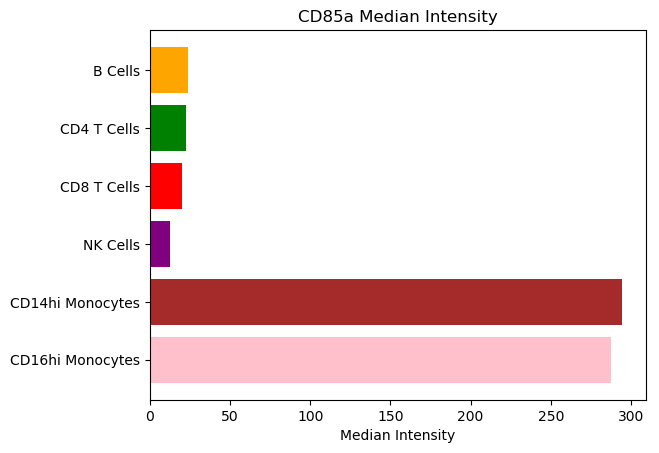 CD85a Median Intensity
B Cells
CD4 T Cells
CD8 T Cells
NK Cells
CD14hi Monocytes
CD16hi Monocytes
0 50 100 150 200 250 300
Median Intensity